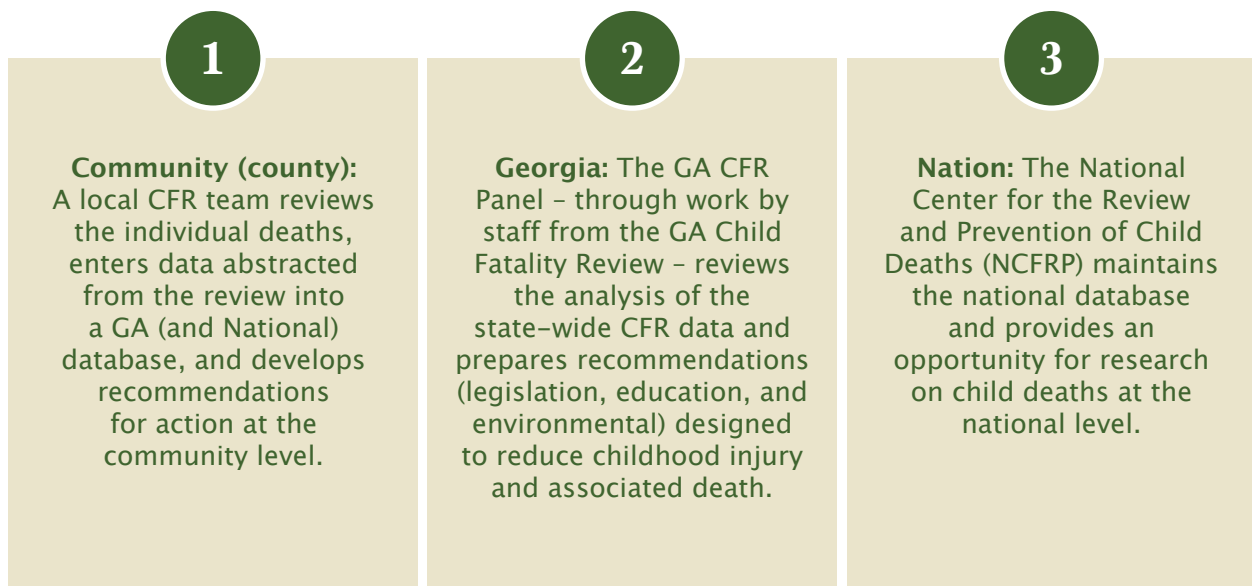 1
Community (county):
A local CFR team reviews
the individual deaths,
enters data abstracted
from the review into
a GA (and National)
database, and develops
recommendations
for action at the
community level.
2
Georgia: The GA CFR
Panel – through work by
staff from the GA Child
Fatality Review – reviews
the analysis of the
state-wide CFR data and
prepares recommendations
(legislation, education, and
environmental) designed
to reduce childhood injury
and associated death.
3
Nation: The National
Center for the Review
and Prevention of Child
Deaths (NCFRP) maintains
the national database
and provides an
opportunity for research
on child deaths at the
national level.